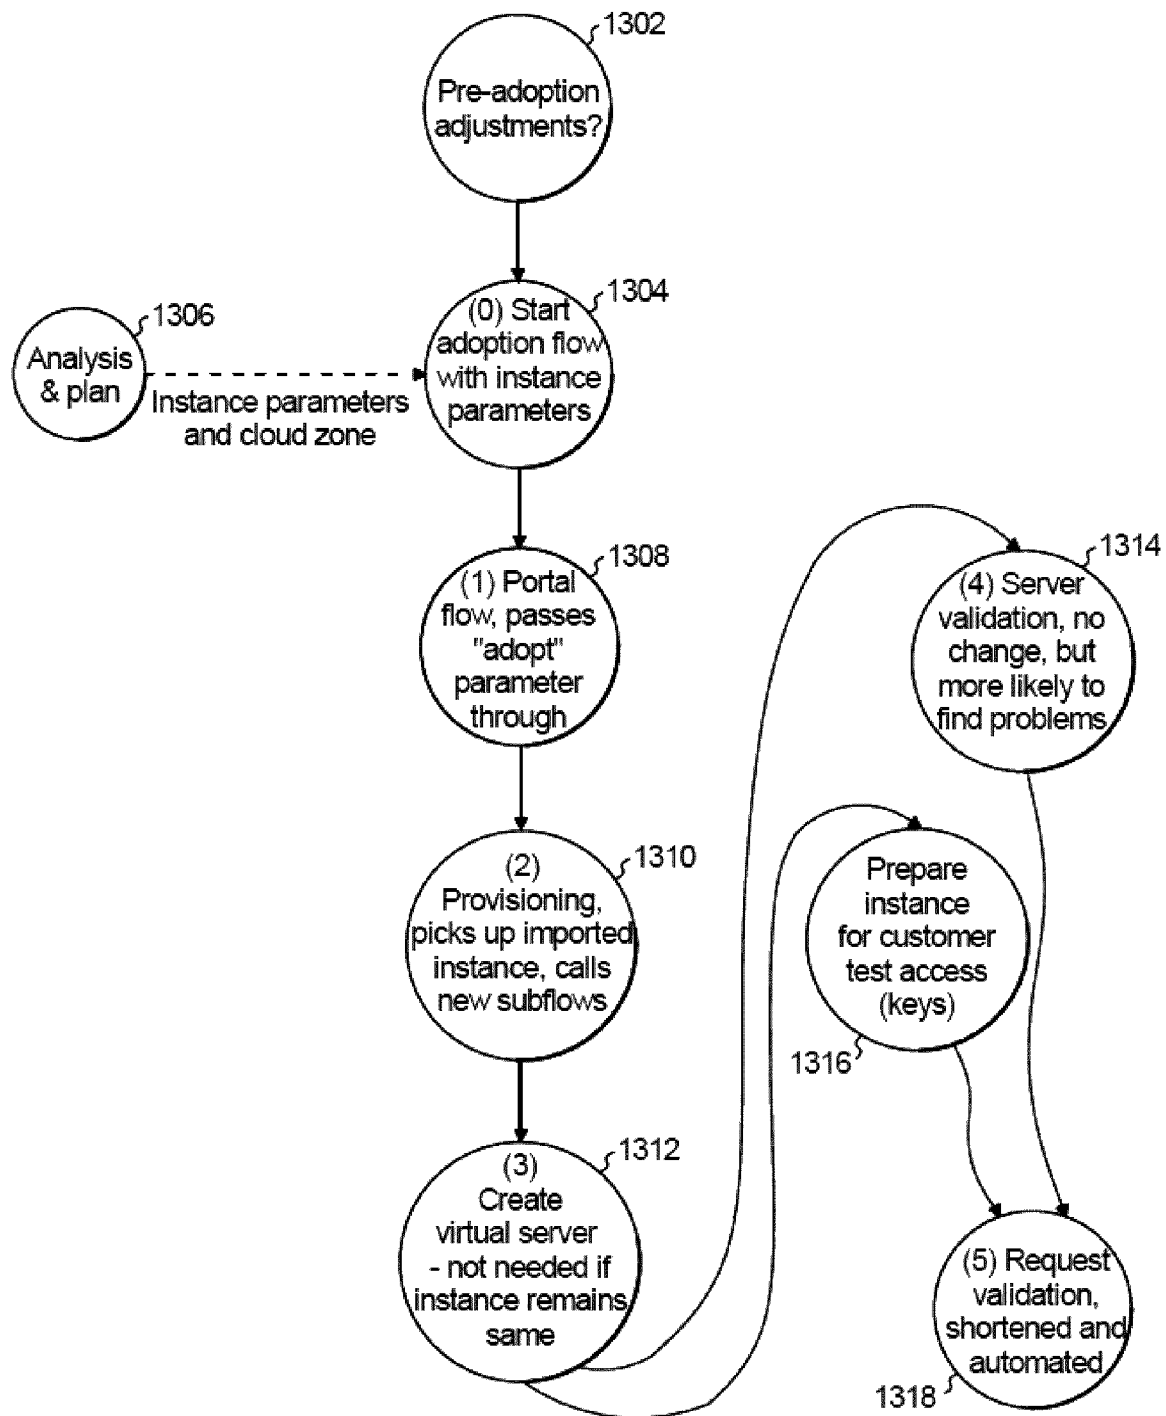 1302
Pre-adoption
adjustments?
1304
(0) Start
adoption flow
with instance
parameters
1306
Analysis
& plan
Instance parameters
and cloud zone
1308
(1) Portal
flow, passes
"adopt"
parameter
through
1310
(2)
Provisioning,
picks up imported
instance, calls
new subflows
1312
(3)
Create
virtual server
- not needed if
instance remains
same
1314
(4) Server
validation, no
change, but
more likely to
find problems
Prepare
instance
for customer
test access
(keys)
1316
(5) Request
validation,
shortened and
automated
1318